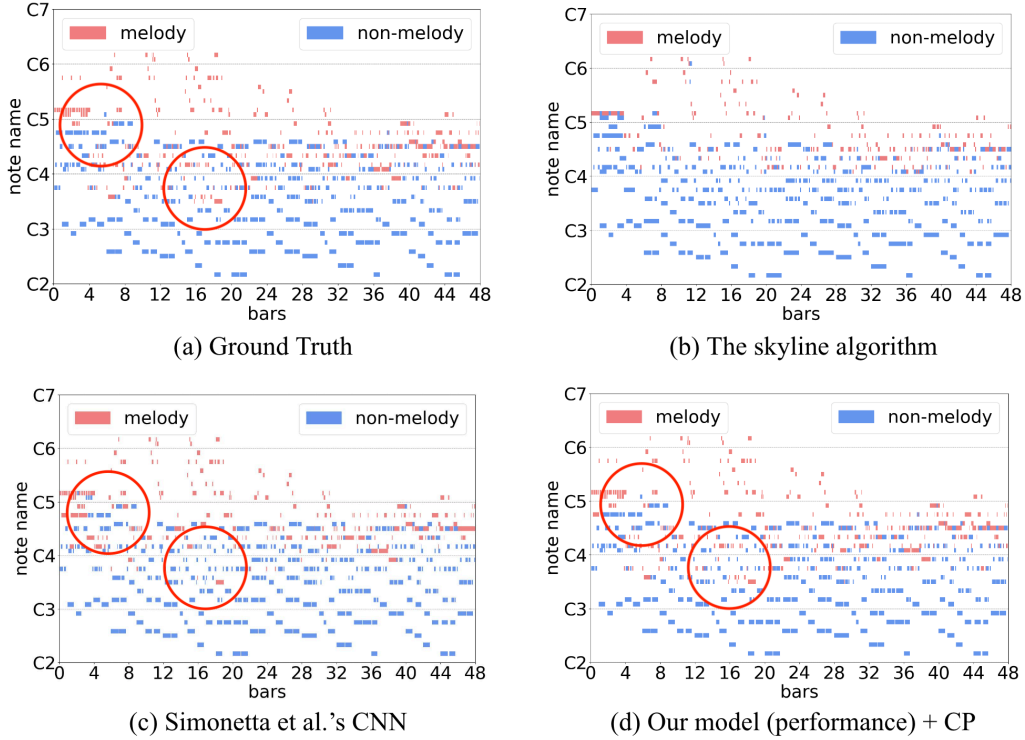 C7
melody
non-melody
C6
C5
C4
C3
C2
note name
0 4 8 12 16 20 24 28 32 36 40 44 48
bars
(a) Ground Truth
C7
melody
non-melody
C6
C5
C4
C3
C2
note name
0 4 8 12 16 20 24 28 32 36 40 44 48
bars
(b) The skyline algorithm
C7
melody
non-melody
C6
C5
C4
C3
C2
note name
0 4 8 12 16 20 24 28 32 36 40 44 48
bars
(c) Simonetta et al.'s CNN
C7
melody
non-melody
C6
C5
C4
C3
C2
note name
0 4 8 12 16 20 24 28 32 36 40 44 48
bars
(d) Our model (performance) + CP